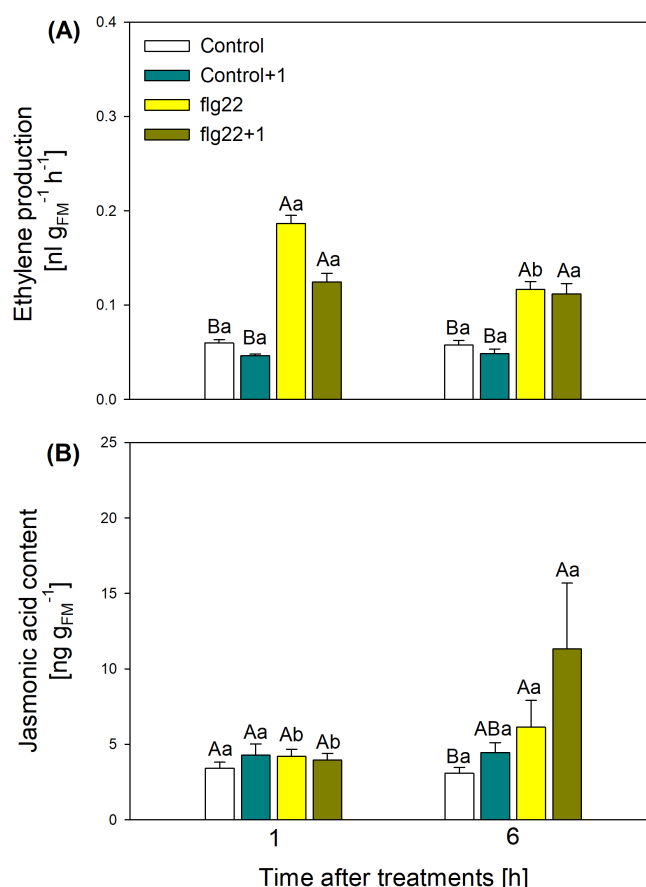 (A)
Control
Control+1
flg22
flg22+1
Ethylene production
[nl gFM⁻¹ h⁻¹]
0.4
0.3
0.2
0.1
0.0
Ba
Ba
Aa
Aa
Ba
Ba
Ab
Aa
(B)
Jasmonic acid content
[ng gFM⁻¹]
25
20
15
10
5
0
Aa
Aa
Ab
Ab
Ba
ABa
Aa
Aa
1 6
Time after treatments [h]